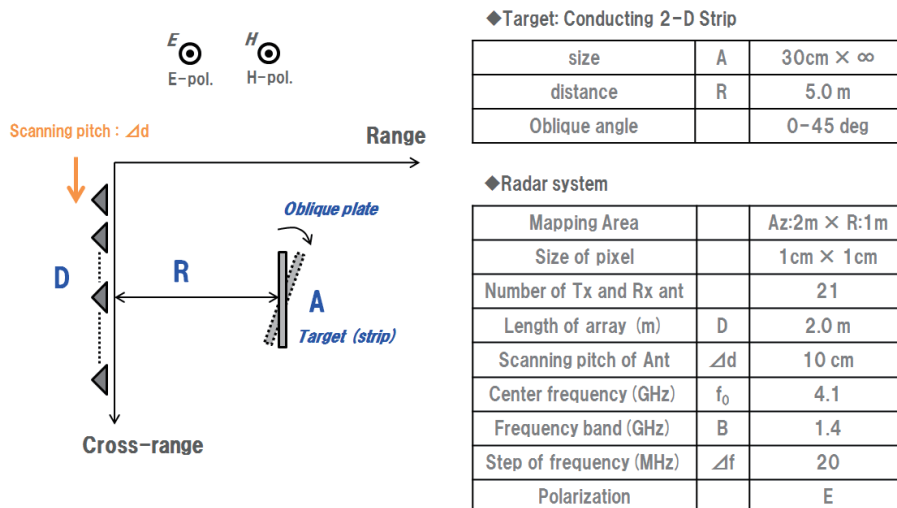 E H
E-pol. H-pol.
Scanning pitch : ⊿d
Range
Oblique plate
D R A
Target (strip)
Cross-range
◆Target: Conducting 2-D Strip
size A 30cm × ∞
distance R 5.0 m
Oblique angle 0-45 deg
◆Radar system
Mapping Area Az:2m × R:1m
Size of pixel 1cm × 1cm
Number of Tx and Rx ant 21
Length of array (m) D 2.0 m
Scanning pitch of Ant ⊿d 10 cm
Center frequency (GHz) f₀ 4.1
Frequency band (GHz) B 1.4
Step of frequency (MHz) ⊿f 20
Polarization E